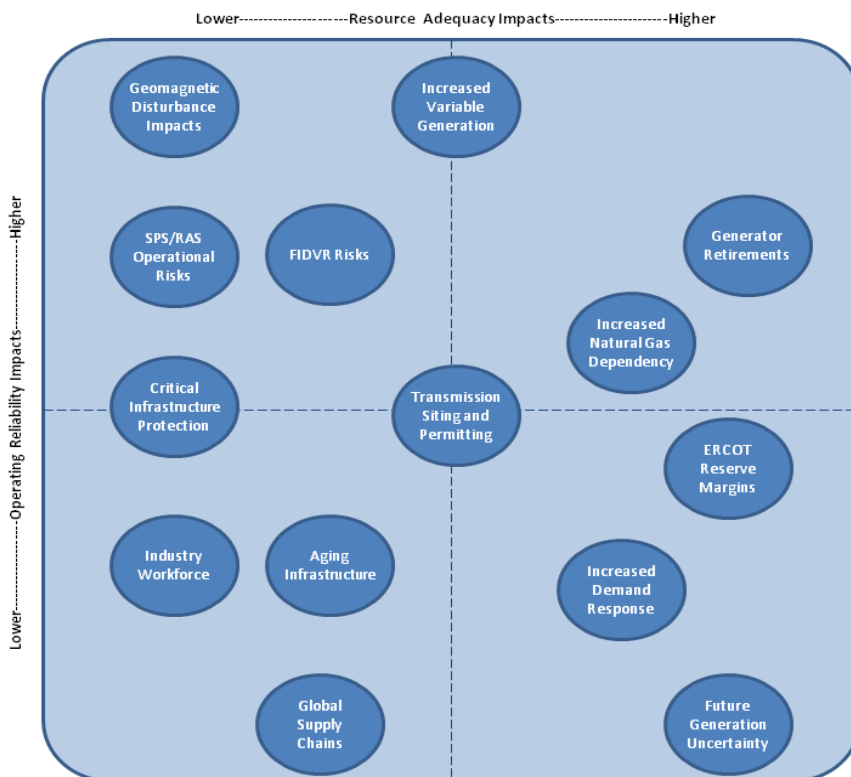 Lower--------------------Resource Adequacy Impacts---------------------Higher
Lower------------Operating Reliability Impacts------------------Higher
Geomagnetic
Disturbance
Impacts
Increased
Variable
Generation
SPS/RAS
Operational
Risks
FIDVR Risks
Generator
Retirements
Increased
Natural Gas
Dependency
Critical
Infrastructure
Protection
Transmission
Siting and
Permitting
ERCOT
Reserve
Margins
Industry
Workforce
Aging
Infrastructure
Increased
Demand
Response
Global
Supply
Chains
Future
Generation
Uncertainty